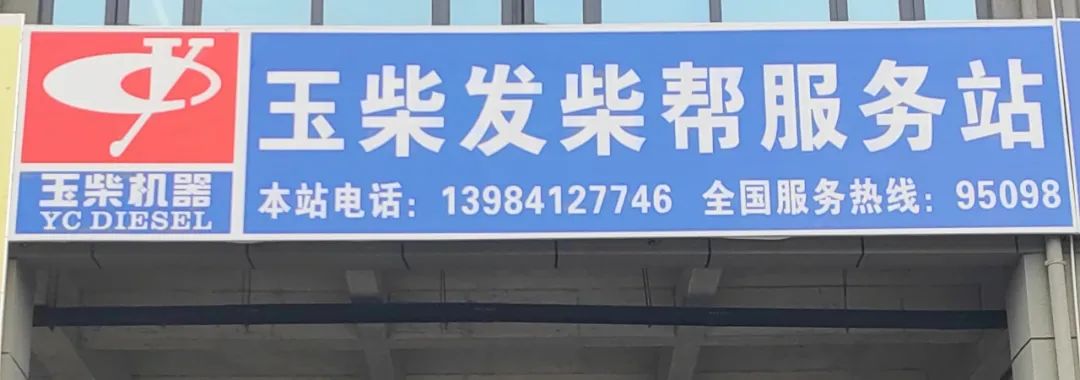 玉柴机器
YC DIESEL
玉柴发柴帮服务站
本站电话：13984127746 全国服务热线：95098